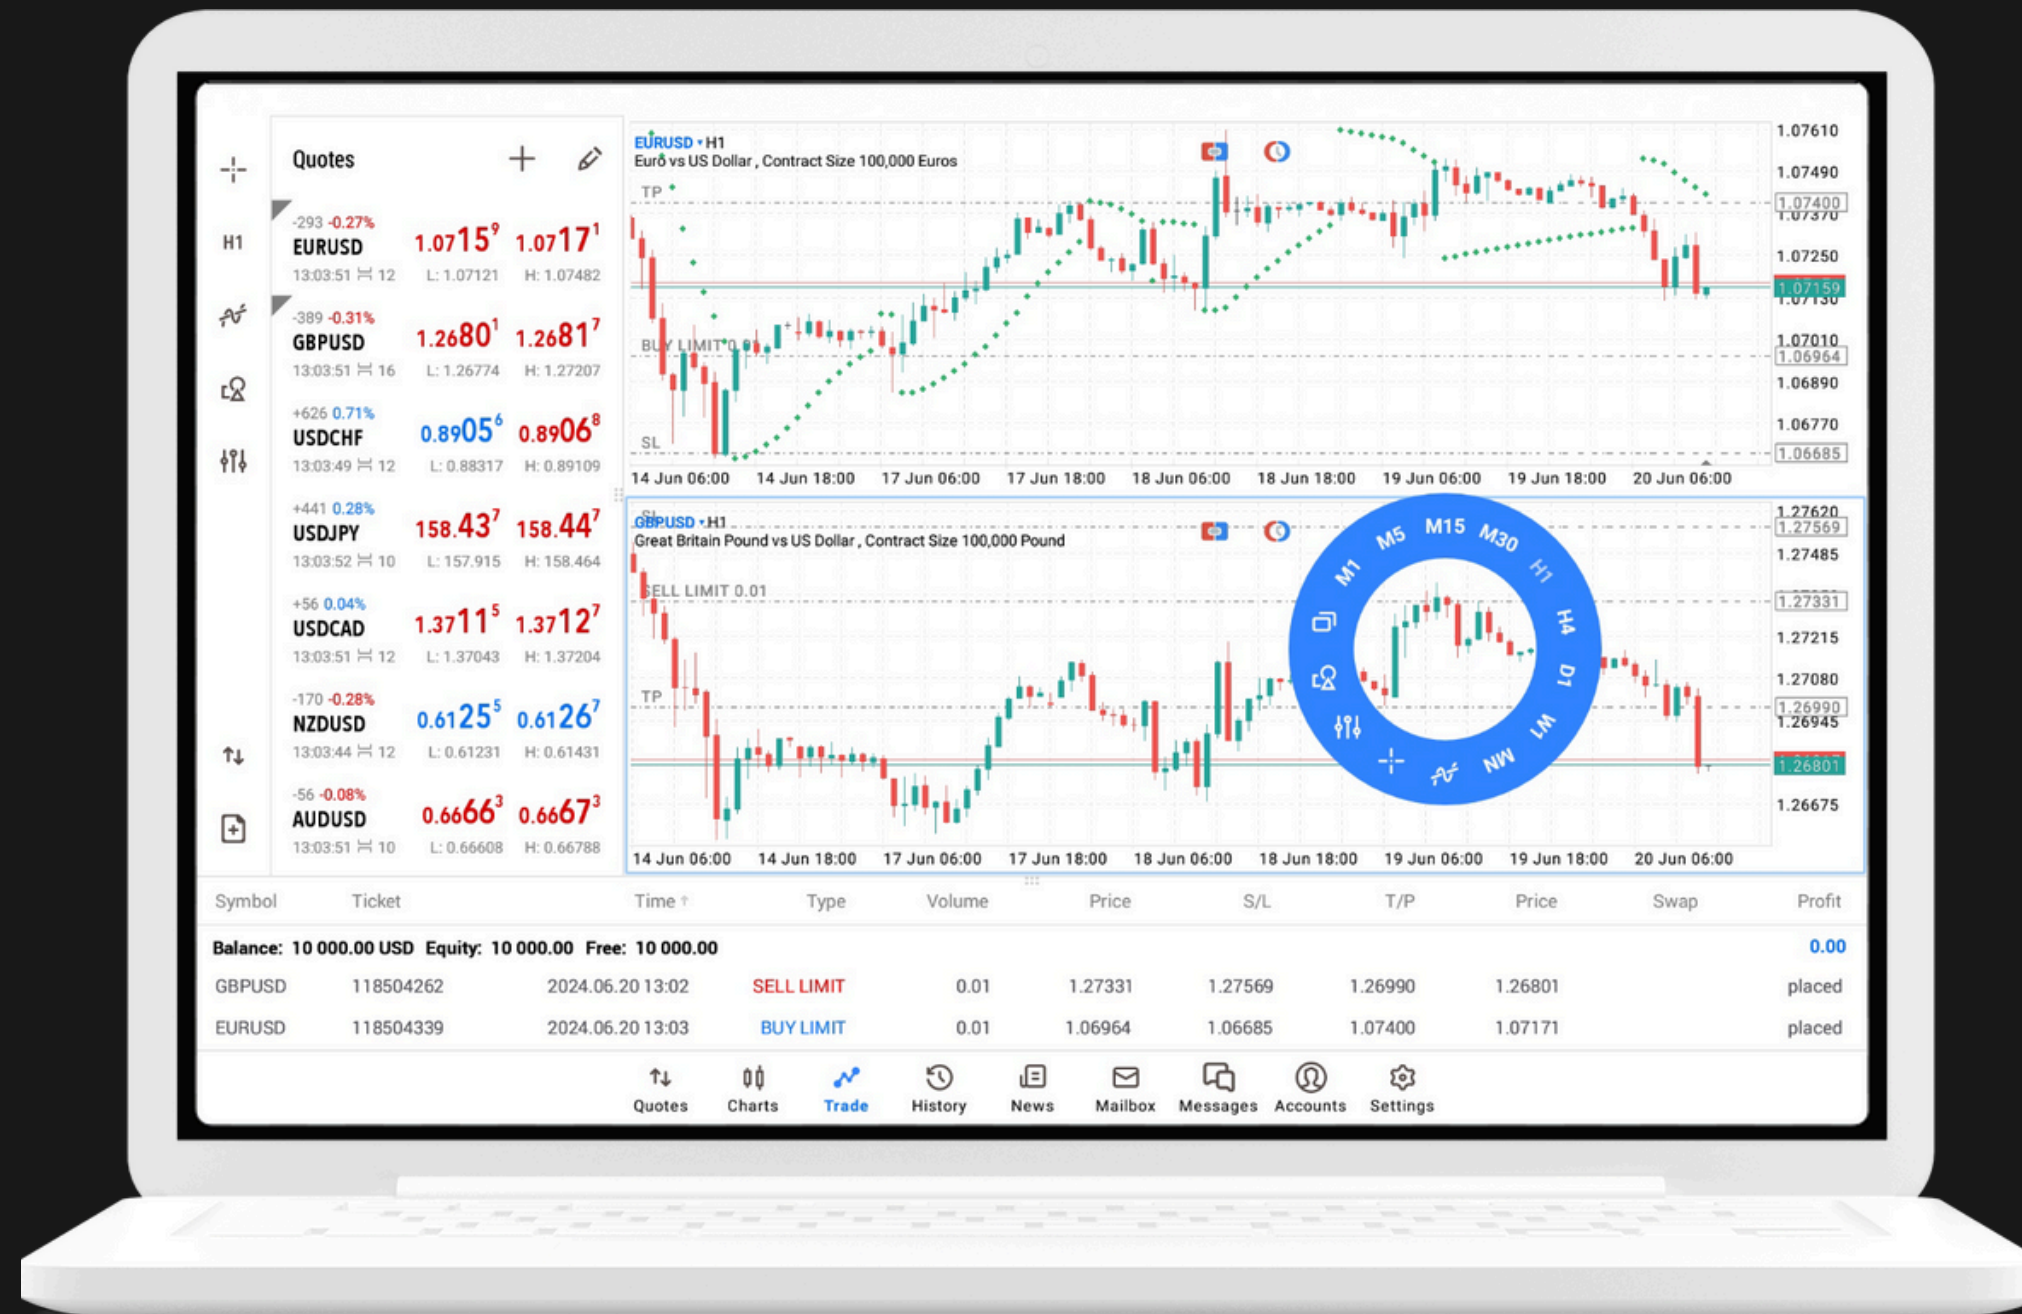 Quotes
H1
-293 -0.27%
EURUSD 1.07159 1.07171
13:03:51 12 L: 1.07121 H: 1.07482
-389 -0.31%
GBPUSD 1.26801 1.26817
13:03:51 16 L: 1.26774 H: 1.27207
+626 0.71%
USDCHF 0.89056 0.89068
13:03:49 12 L: 0.88317 H: 0.89109
+441 0.28%
USDJPY 158.437 158.447
13:03:52 10 L: 157.915 H: 158.464
+56 0.04%
USDCAD 1.37115 1.37127
13:03:51 12 L: 1.37043 H: 1.37204
-170 -0.28%
NZDUSD 0.61255 0.61267
13:03:44 12 L: 0.61231 H: 0.61431
-56 -0.08%
AUDUSD 0.66663 0.66673
13:03:51 10 L: 0.66608 H: 0.66788
EURUSD H1
Euro vs US Dollar, Contract Size 100,000 Euros
TP
BUY LIMIT 0.01
SL
1.07610
1.07490
1.07400
1.07370
1.07250
1.07159
1.07130
1.07010
1.06964
1.06890
1.06770
1.06685
14 Jun 06:00 14 Jun 18:00 17 Jun 06:00 17 Jun 18:00 18 Jun 06:00 18 Jun 18:00 19 Jun 06:00 19 Jun 18:00 20 Jun 06:00
SL
GBPUSD H1
Great Britain Pound vs US Dollar, Contract Size 100,000 Pound
SELL LIMIT 0.01
TP
M1 M5 M15 M30 H1 H4 D1 W1 MN
1.27620
1.27569
1.27485
1.27331
1.27215
1.27080
1.26990
1.26945
1.26801
1.26675
14 Jun 06:00 14 Jun 18:00 17 Jun 06:00 17 Jun 18:00 18 Jun 06:00 18 Jun 18:00 19 Jun 06:00 19 Jun 18:00 20 Jun 06:00
Symbol Ticket Time ↑ Type Volume Price S/L T/P Price Swap Profit
Balance: 10 000.00 USD Equity: 10 000.00 Free: 10 000.00 0.00
GBPUSD 118504262 2024.06.20 13:02 SELL LIMIT 0.01 1.27331 1.27569 1.26990 1.26801 placed
EURUSD 118504339 2024.06.20 13:03 BUY LIMIT 0.01 1.06964 1.06685 1.07400 1.07171 placed
Quotes Charts Trade History News Mailbox Messages Accounts Settings